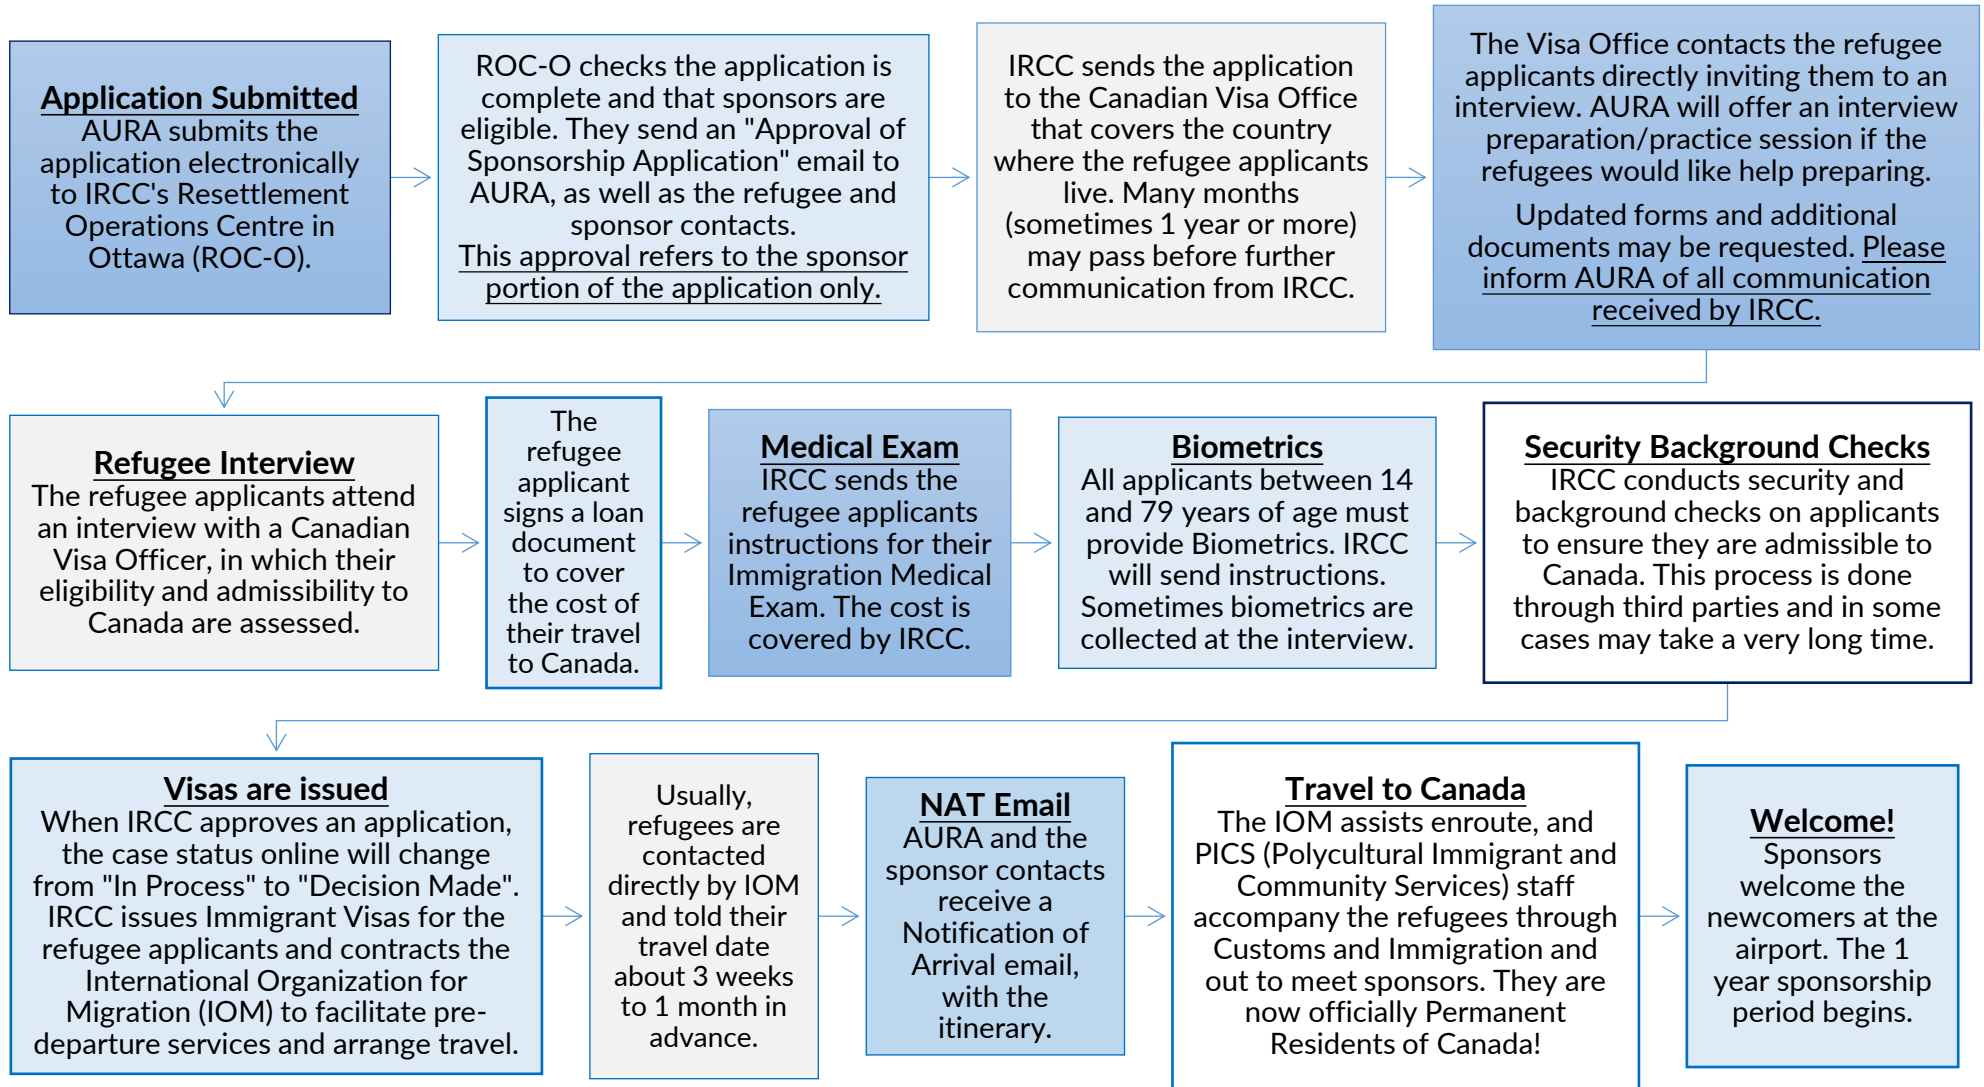 Application Submitted
AURA submits the
application electronically
to IRCC's Resettlement
Operations Centre in
Ottawa (ROC-O).
ROC-O checks the application is
complete and that sponsors are
eligible. They send an "Approval of
Sponsorship Application" email to
AURA, as well as the refugee and
sponsor contacts.
This approval refers to the sponsor
portion of the application only.
IRCC sends the application
to the Canadian Visa Office
that covers the country
where the refugee applicants
live. Many months
(sometimes 1 year or more)
may pass before further
communication from IRCC.
The Visa Office contacts the refugee
applicants directly inviting them to an
interview. AURA will offer an interview
preparation/practice session if the
refugees would like help preparing.
Updated forms and additional
documents may be requested. Please
inform AURA of all communication
received by IRCC.
Refugee Interview
The refugee applicants attend
an interview with a Canadian
Visa Officer, in which their
eligibility and admissibility to
Canada are assessed.
The
refugee
applicant
signs a loan
document
to cover
the cost of
their travel
to Canada.
Medical Exam
IRCC sends the
refugee applicants
instructions for their
Immigration Medical
Exam. The cost is
covered by IRCC.
Biometrics
All applicants between 14
and 79 years of age must
provide Biometrics. IRCC
will send instructions.
Sometimes biometrics are
collected at the interview.
Security Background Checks
IRCC conducts security and
background checks on applicants
to ensure they are admissible to
Canada. This process is done
through third parties and in some
cases may take a very long time.
Visas are issued
When IRCC approves an application,
the case status online will change
from "In Process" to "Decision Made".
IRCC issues Immigrant Visas for the
refugee applicants and contracts the
International Organization for
Migration (IOM) to facilitate pre-
departure services and arrange travel.
Usually,
refugees are
contacted
directly by IOM
and told their
travel date
about 3 weeks
to 1 month in
advance.
NAT Email
AURA and the
sponsor contacts
receive a
Notification of
Arrival email,
with the
itinerary.
Travel to Canada
The IOM assists enroute, and
PICS (Polycultural Immigrant and
Community Services) staff
accompany the refugees through
Customs and Immigration and
out to meet sponsors. They are
now officially Permanent
Residents of Canada!
Welcome!
Sponsors
welcome the
newcomers at the
airport. The 1
year sponsorship
period begins.